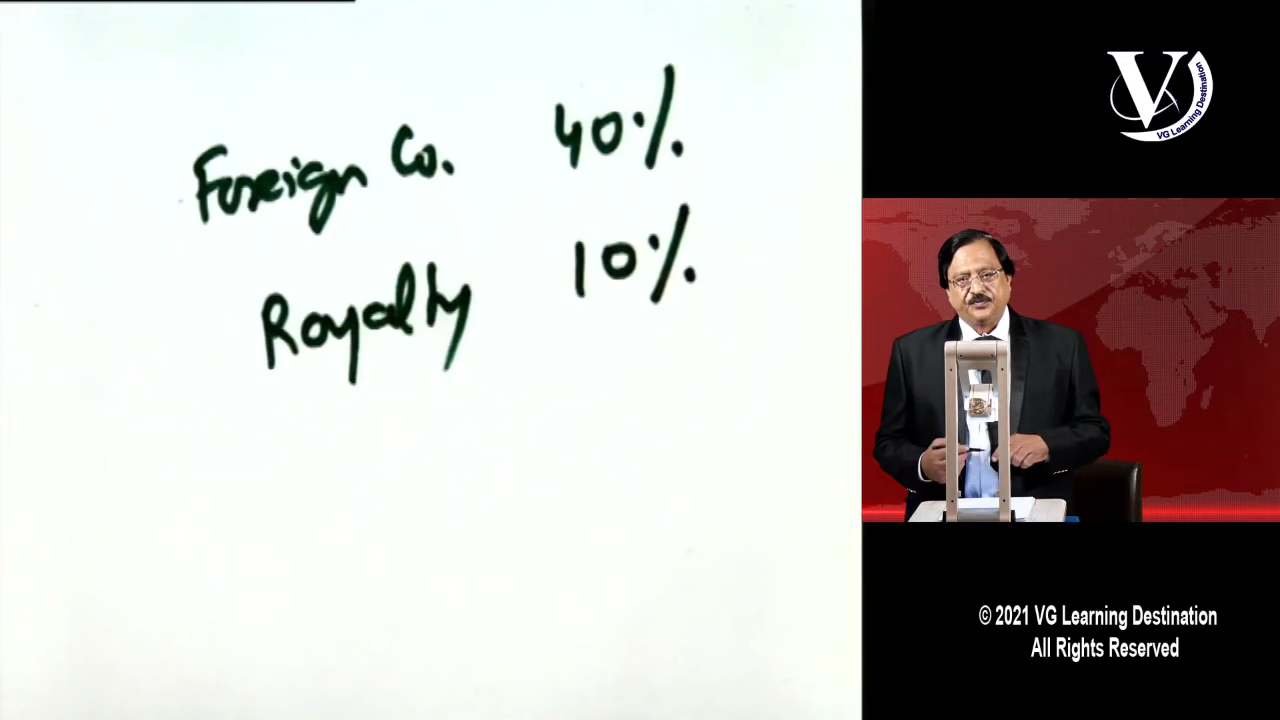 Foreign Co. 40%
Royalty 10%
V
VG Learning Destination
© 2021 VG Learning Destination
All Rights Reserved